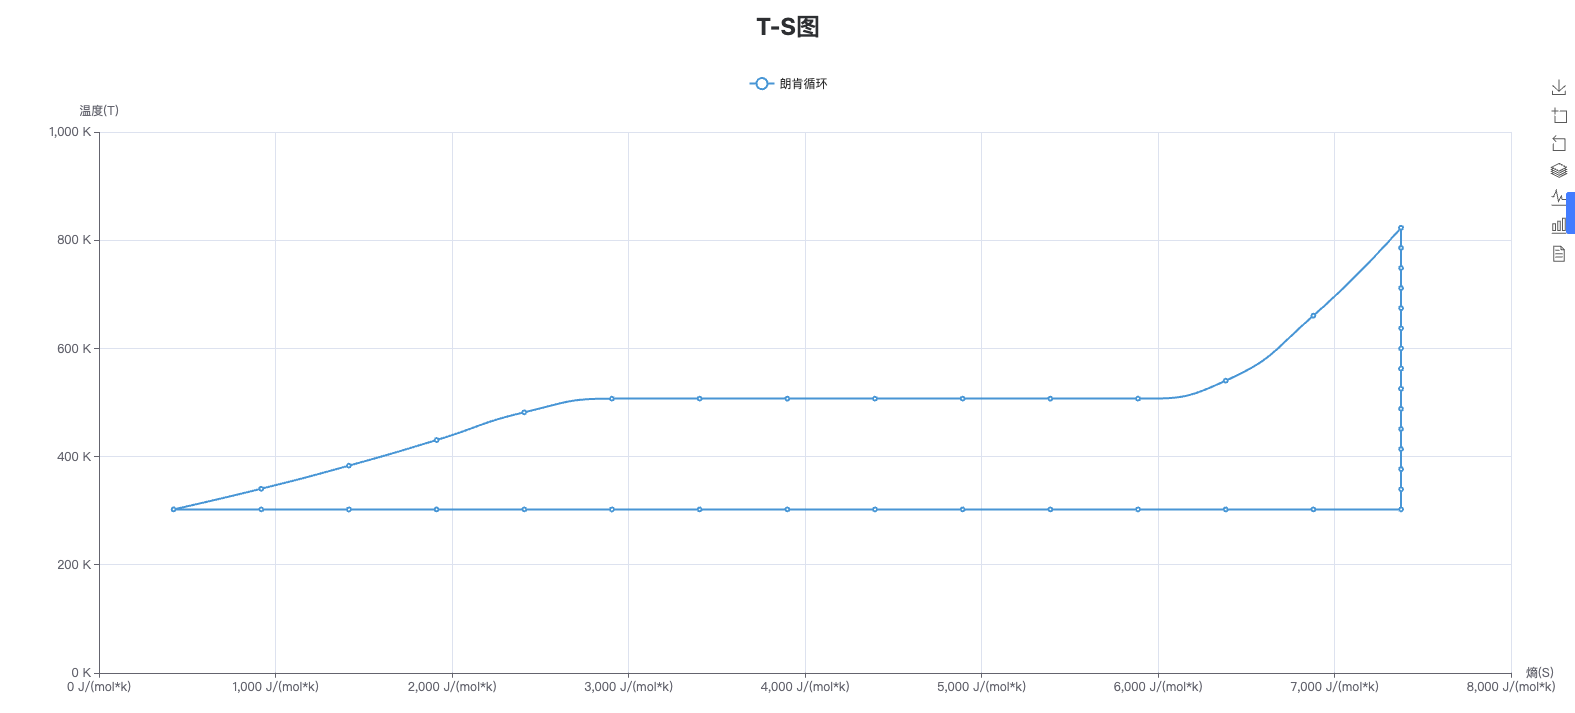 T-S图
朗肯循环
温度(T)
1,000 K
800 K
600 K
400 K
200 K
0 K
熵(S)
0 J/(mol*k)
1,000 J/(mol*k)
2,000 J/(mol*k)
3,000 J/(mol*k)
4,000 J/(mol*k)
5,000 J/(mol*k)
6,000 J/(mol*k)
7,000 J/(mol*k)
8,000 J/(mol*k)